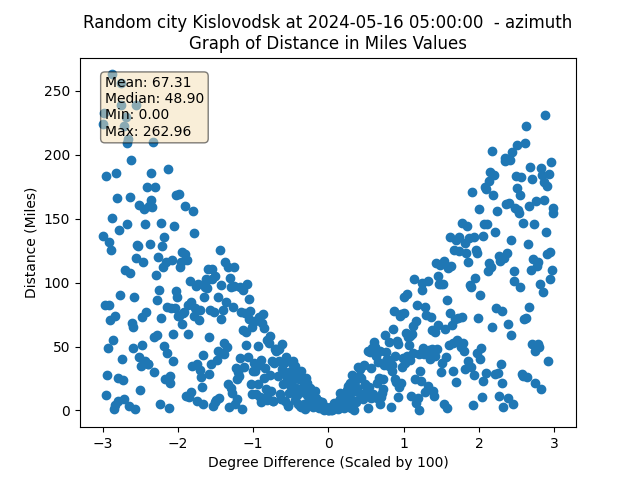 Random city Kislovodsk at 2024-05-16 05:00:00  - azimuth
Graph of Distance in Miles Values
Mean: 67.31
Median: 48.90
Min: 0.00
Max: 262.96
Distance (Miles)
250
200
150
100
50
0
−3 −2 −1 0 1 2 3
Degree Difference (Scaled by 100)